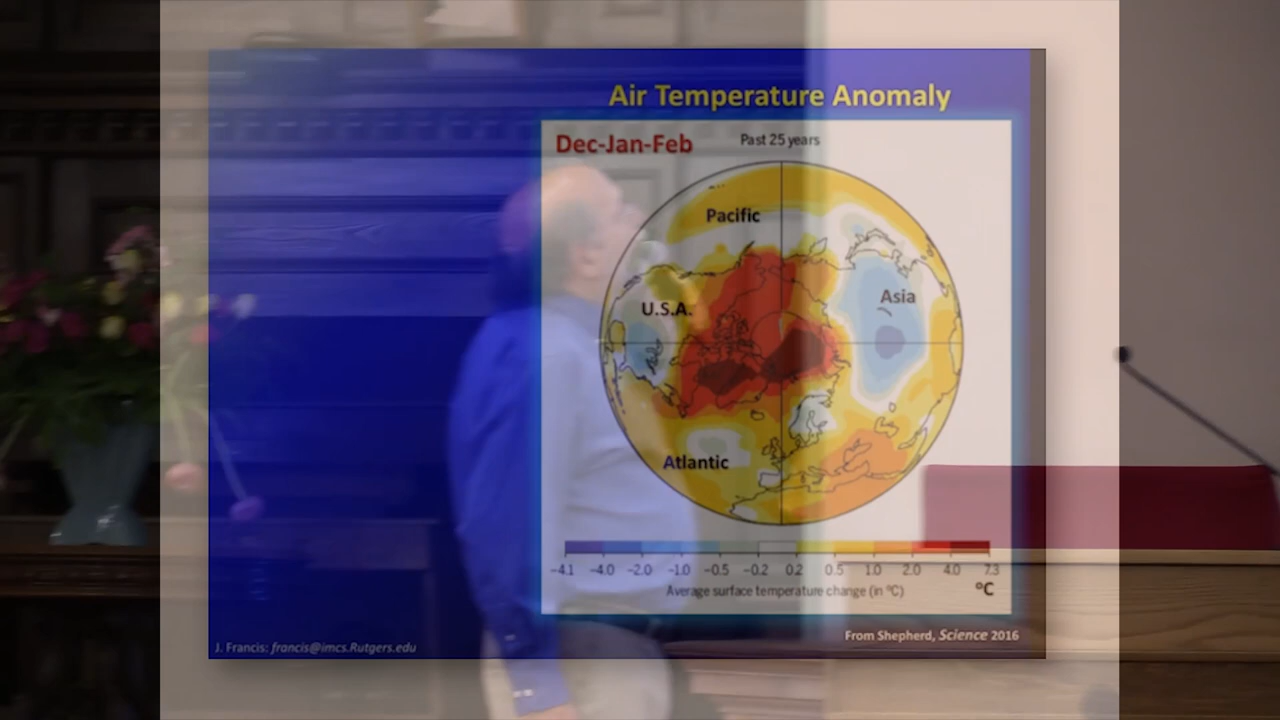 Air Temperature Anomaly
Dec-Jan-Feb
Past 25 years
Pacific
U.S.A.
Asia
Atlantic
−4.1 −4.0 −2.0 −1.0 −0.5 −0.2 0.2 0.5 1.0 2.0 4.0 7.3
Average surface temperature change (in °C)
°C
From Shepherd, Science 2016
J. Francis: francis@imcs.Rutgers.edu